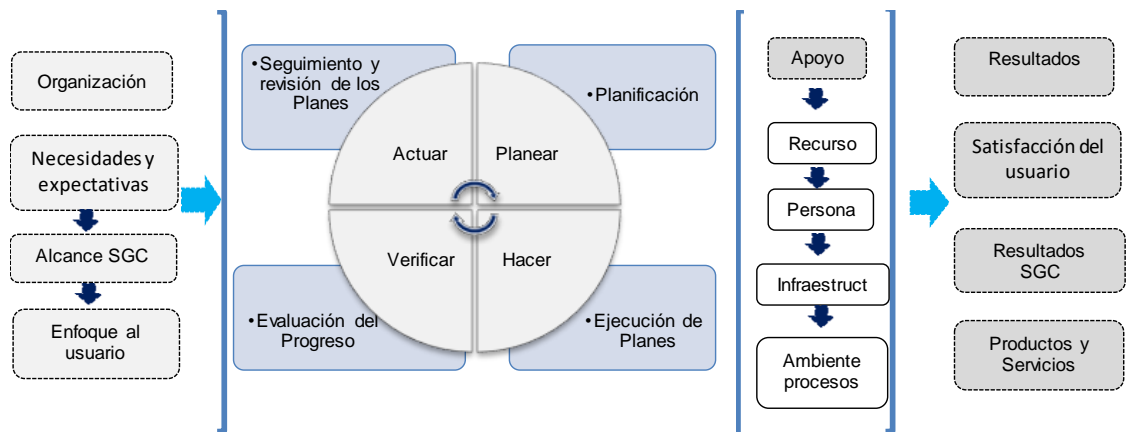 Organización
Necesidades y
expectativas
Alcance SGC
Enfoque al
usuario
•Seguimiento y
revisión de los
Planes
•Planificación
Actuar
Planear
Verificar
Hacer
•Evaluación del
Progreso
•Ejecución de
Planes
Apoyo
Recurso
Persona
Infraestruct
Ambiente
procesos
Resultados
Satisfacción del
usuario
Resultados
SGC
Productos y
Servicios